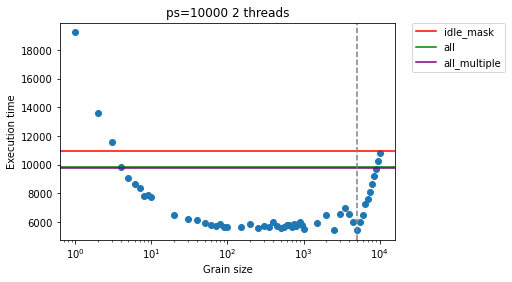 ps=10000 2 threads
Execution time
18000
16000
14000
12000
10000
8000
6000
10^0
10^1
10^2
10^3
10^4
Grain size
idle_mask
all
all_multiple